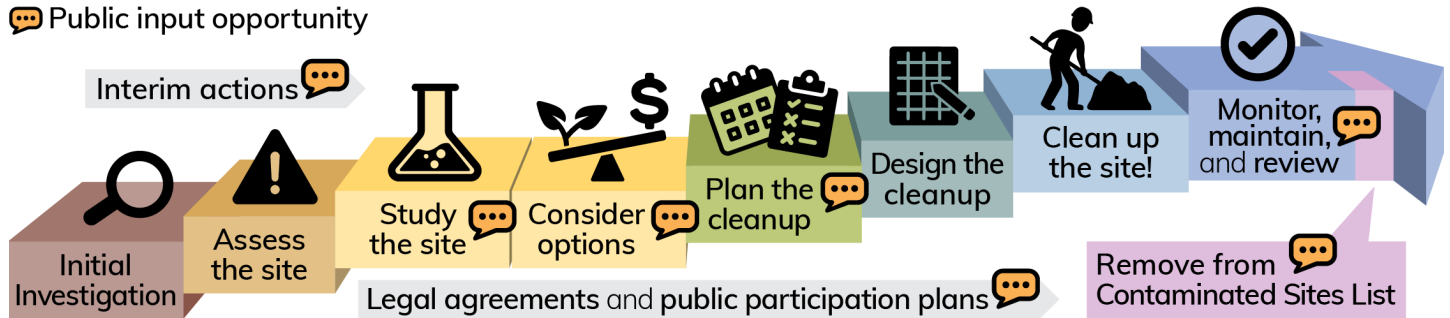 Public input opportunity
Interim actions
Initial
Investigation
Assess
the site
Study
the site
Consider
options
Plan the
cleanup
Design the
cleanup
Clean up
the site!
Monitor,
maintain,
and review
Legal agreements and public participation plans
Remove from
Contaminated Sites List